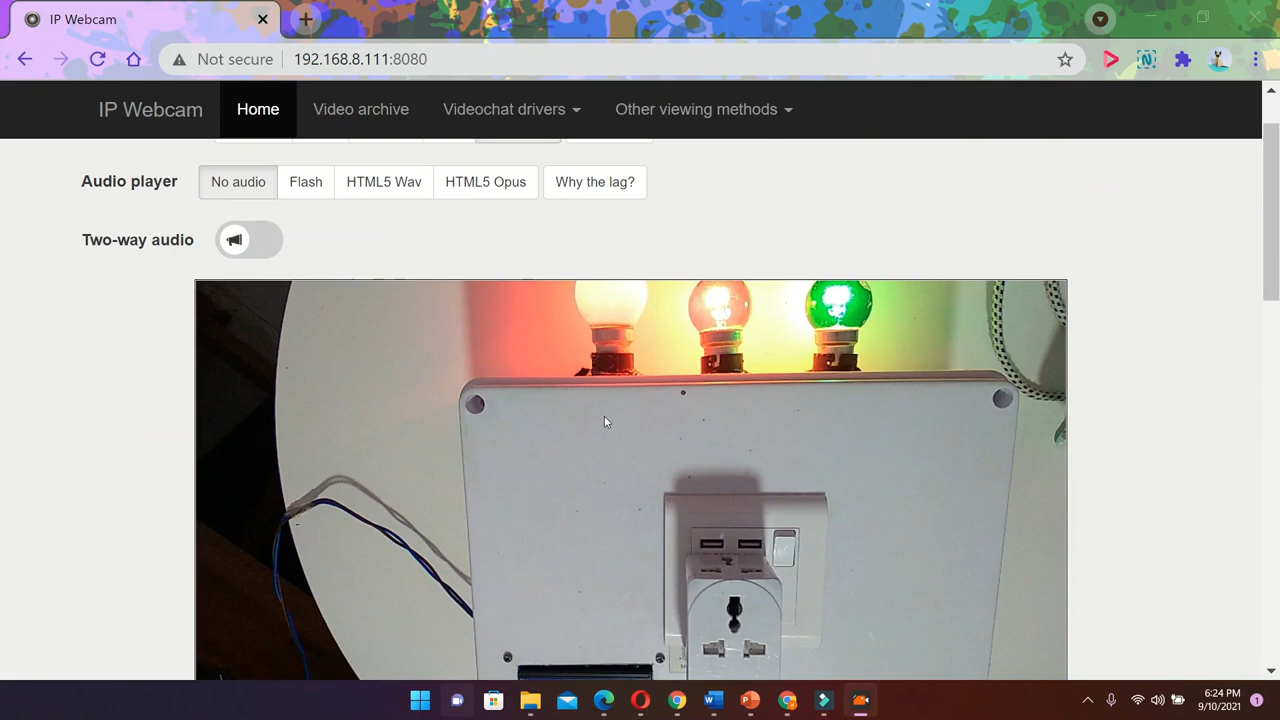 IP Webcam
Not secure
192.168.8.111:8080
IP Webcam
Home
Video archive
Videochat drivers
Other viewing methods
Audio player
No audio
Flash
HTML5 Wav
HTML5 Opus
Why the lag?
Two-way audio
6:24 PM
9/10/2021
1